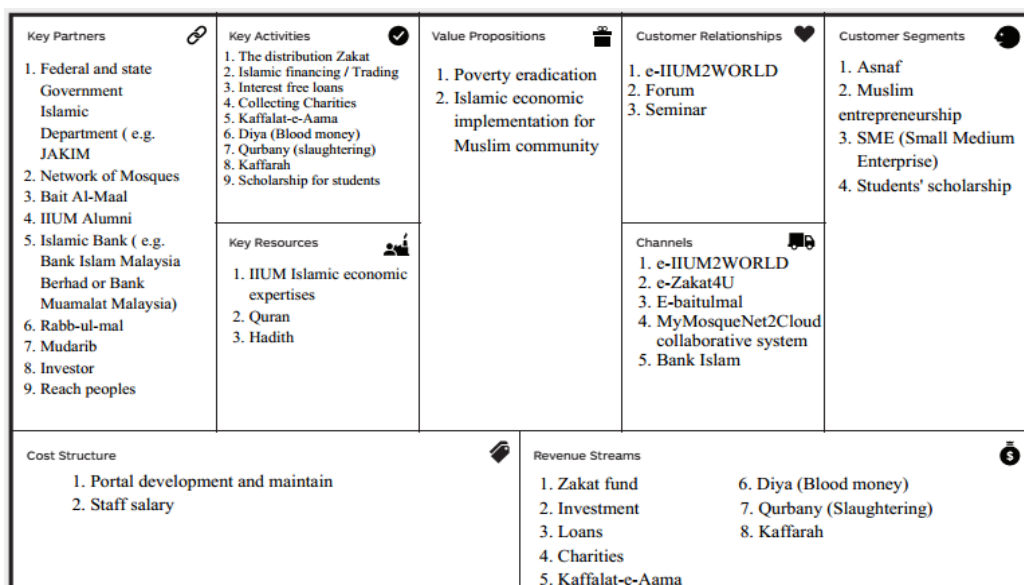 Key Partners
1. Federal and state
Government
Islamic
Department ( e.g.
JAKIM
2. Network of Mosques
3. Bait Al-Maal
4. IIUM Alumni
5. Islamic Bank ( e.g.
Bank Islam Malaysia
Berhad or Bank
Muamalat Malaysia)
6. Rabb-ul-mal
7. Mudarib
8. Investor
9. Reach peoples
Key Activities
1. The distribution Zakat
2. Islamic financing / Trading
3. Interest free loans
4. Collecting Charities
5. Kaffalat-e-Aama
6. Diya (Blood money)
7. Qurbany (slaughtering)
8. Kaffarah
9. Scholarship for students
Key Resources
1. IIUM Islamic economic
expertises
2. Quran
3. Hadith
Value Propositions
1. Poverty eradication
2. Islamic economic
implementation for
Muslim community
Customer Relationships
1. e-IIUM2WORLD
2. Forum
3. Seminar
Channels
1. e-IIUM2WORLD
2. e-Zakat4U
3. E-baitulmal
4. MyMosqueNet2Cloud
collaborative system
5. Bank Islam
Customer Segments
1. Asnaf
2. Muslim
entrepreneurship
3. SME (Small Medium
Enterprise)
4. Students' scholarship
Cost Structure
1. Portal development and maintain
2. Staff salary
Revenue Streams
1. Zakat fund
2. Investment
3. Loans
4. Charities
5. Kaffalat-e-Aama
6. Diya (Blood money)
7. Qurbany (Slaughtering)
8. Kaffarah
$